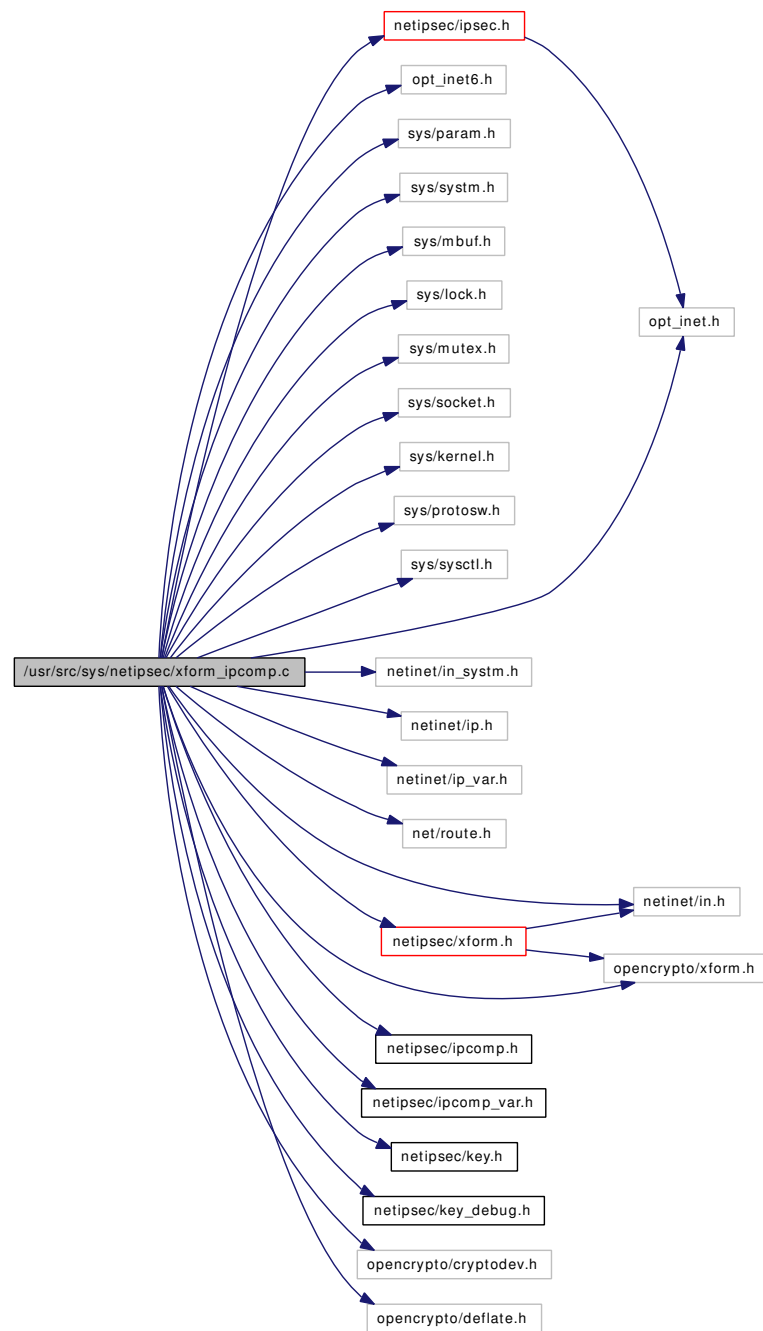 netipsec/ipsec.h
opt_inet6.h
sys/param.h
sys/systm.h
sys/mbuf.h
sys/lock.h
opt_inet.h
sys/mutex.h
sys/socket.h
sys/kernel.h
sys/protosw.h
sys/sysctl.h
/usr/src/sys/netipsec/xform_ipcomp.c
netinet/in_systm.h
netinet/ip.h
netinet/ip_var.h
net/route.h
netinet/in.h
netipsec/xform.h
opencrypto/xform.h
netipsec/ipcomp.h
netipsec/ipcomp_var.h
netipsec/key.h
netipsec/key_debug.h
opencrypto/cryptodev.h
opencrypto/deflate.h